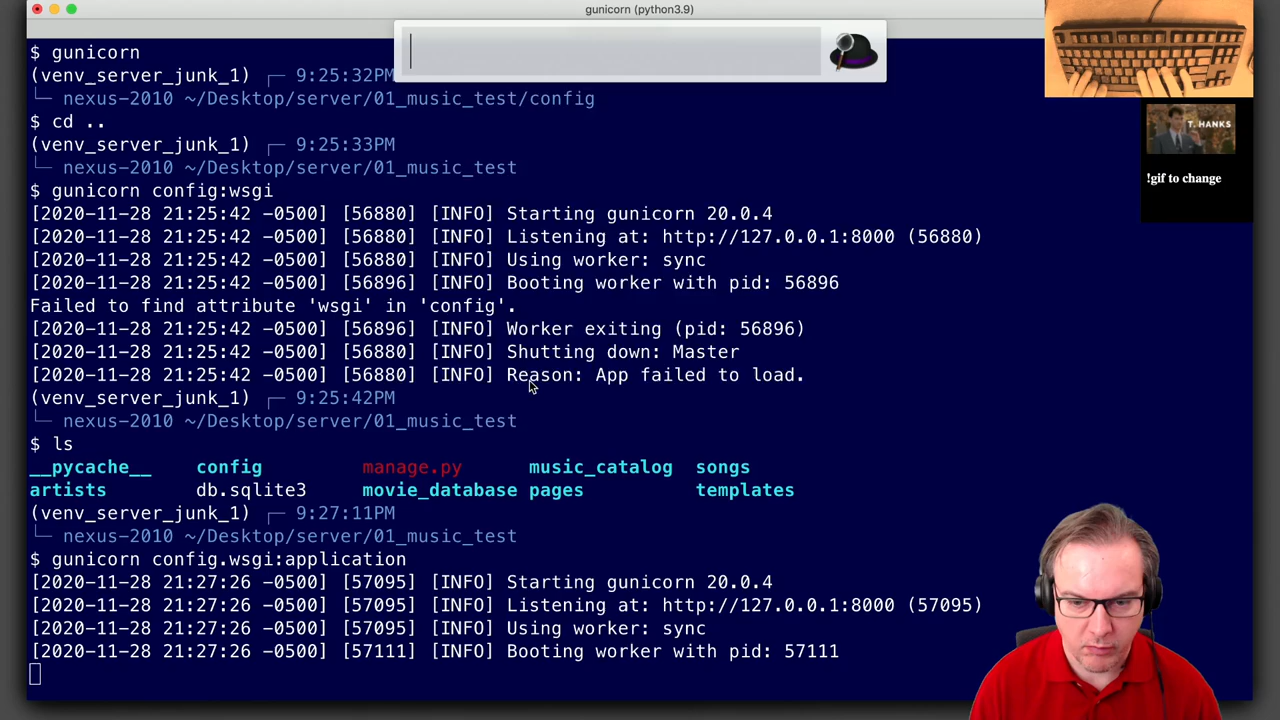 gunicorn (python3.9)
$ gunicorn
(venv_server_junk_1) ┌─ 9:25:32PM
└─ nexus-2010 ~/Desktop/server/01_music_test/config
$ cd ..
(venv_server_junk_1) ┌─ 9:25:33PM
└─ nexus-2010 ~/Desktop/server/01_music_test
$ gunicorn config:wsgi
[2020-11-28 21:25:42 -0500] [56880] [INFO] Starting gunicorn 20.0.4
[2020-11-28 21:25:42 -0500] [56880] [INFO] Listening at: http://127.0.0.1:8000 (56880)
[2020-11-28 21:25:42 -0500] [56880] [INFO] Using worker: sync
[2020-11-28 21:25:42 -0500] [56896] [INFO] Booting worker with pid: 56896
Failed to find attribute 'wsgi' in 'config'.
[2020-11-28 21:25:42 -0500] [56896] [INFO] Worker exiting (pid: 56896)
[2020-11-28 21:25:42 -0500] [56880] [INFO] Shutting down: Master
[2020-11-28 21:25:42 -0500] [56880] [INFO] Reason: App failed to load.
(venv_server_junk_1) ┌─ 9:25:42PM
└─ nexus-2010 ~/Desktop/server/01_music_test
$ ls
__pycache__ config manage.py music_catalog songs
artists db.sqlite3 movie_database pages templates
(venv_server_junk_1) ┌─ 9:27:11PM
└─ nexus-2010 ~/Desktop/server/01_music_test
$ gunicorn config.wsgi:application
[2020-11-28 21:27:26 -0500] [57095] [INFO] Starting gunicorn 20.0.4
[2020-11-28 21:27:26 -0500] [57095] [INFO] Listening at: http://127.0.0.1:8000 (57095)
[2020-11-28 21:27:26 -0500] [57095] [INFO] Using worker: sync
[2020-11-28 21:27:26 -0500] [57111] [INFO] Booting worker with pid: 57111
T. HANKS
!gif to change